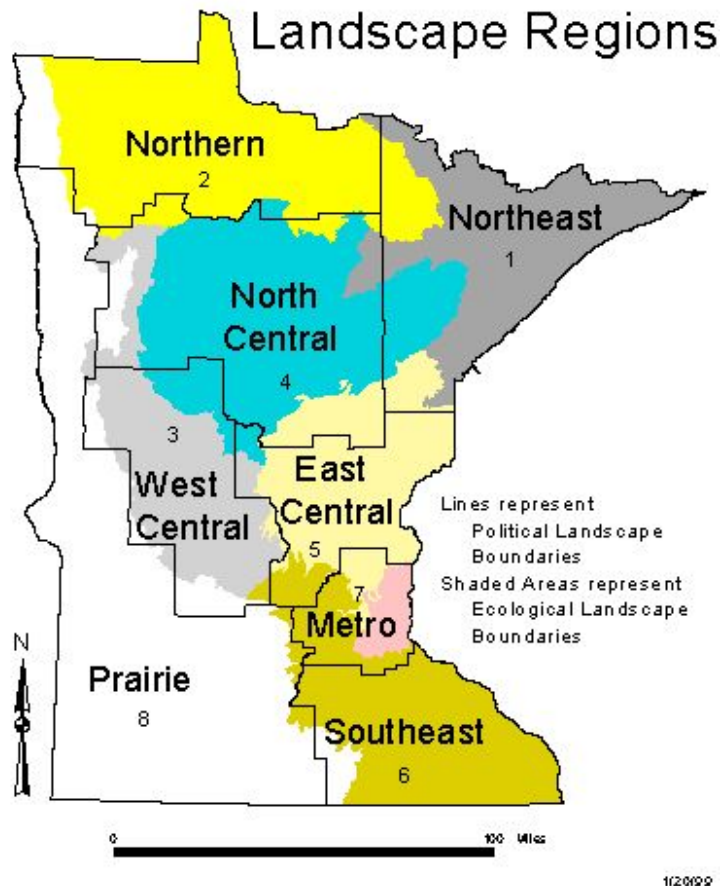 Landscape Regions
Northern
2
Northeast
1
North
Central
4
3
West
Central
East
Central
5
7
Metro
Prairie
8
Southeast
6
Lines represent
Political Landscape
Boundaries
Shaded Areas represent
Ecological Landscape
Boundaries
N
0
100 Miles